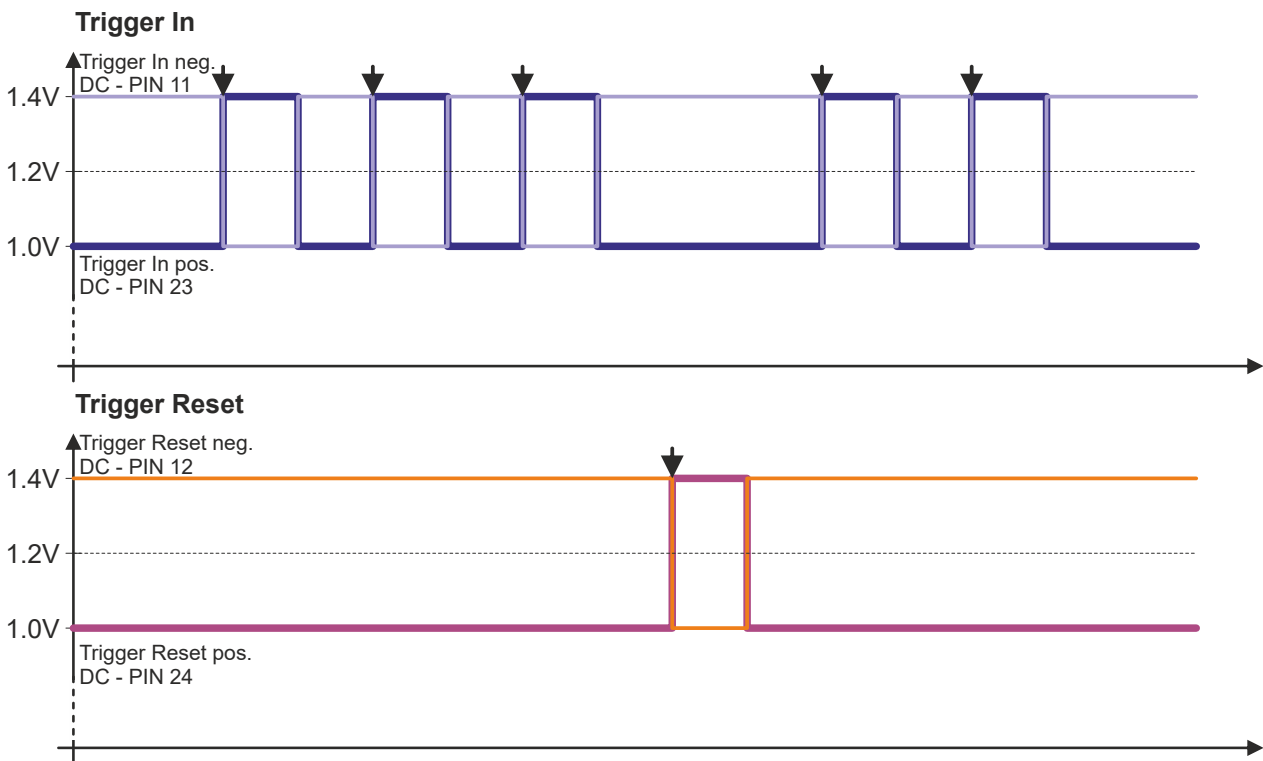 Trigger In
Trigger In neg.
DC - PIN 11
1.4V
1.2V
1.0V
Trigger In pos.
DC - PIN 23
Trigger Reset
Trigger Reset neg.
DC - PIN 12
1.4V
1.2V
1.0V
Trigger Reset pos.
DC - PIN 24